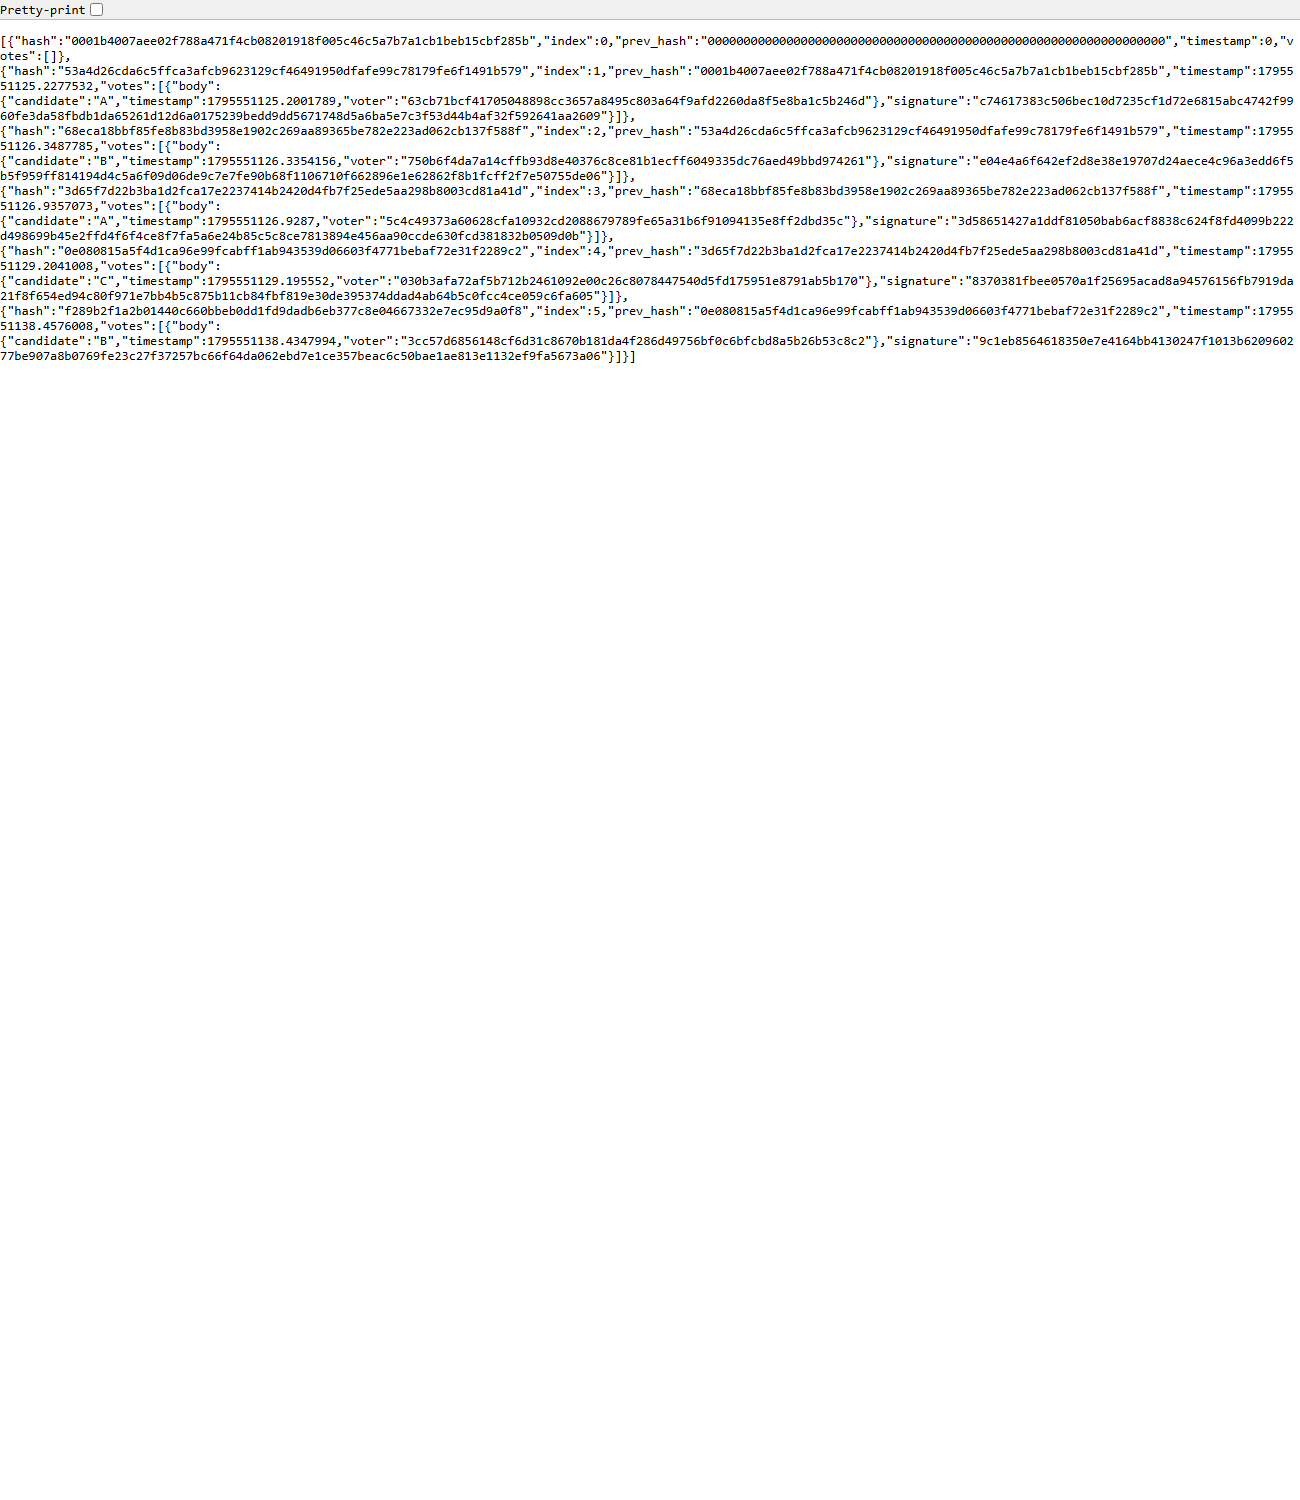 Pretty-print
[{"hash":"0001b4007aee02f788a471f4cb08201918f005c46c5a7b7a1cb1beb15cbf285b","index":0,"prev_hash":"0000000000000000000000000000000000000000000000000000000000000000","timestamp":0,"v
otes":[]},
{"hash":"53a4d26cda6c5ffca3afcb9623129cf46491950dfafe99c78179fe6f1491b579","index":1,"prev_hash":"0001b4007aee02f788a471f4cb08201918f005c46c5a7b7a1cb1beb15cbf285b","timestamp":17955
51125.2277532,"votes":[{"body":
{"candidate":"A","timestamp":1795551125.2001789,"voter":"63cb71bcf41705048898cc3657a8495c803a64f9afd2260da8f5e8ba1c5b246d"},"signature":"c74617383c506bec10d7235cf1d72e6815abc4742f99
60fe3da58fbdb1da65261d12d6a0175239bedd9dd5671748d5a6ba5e7c3f53d44b4af32f592641aa2609"}]},
{"hash":"68eca18bbf85fe8b83bd3958e1902c269aa89365be782e223ad062cb137f588f","index":2,"prev_hash":"53a4d26cda6c5ffca3afcb9623129cf46491950dfafe99c78179fe6f1491b579","timestamp":17955
51126.3487785,"votes":[{"body":
{"candidate":"B","timestamp":1795551126.3354156,"voter":"750b6f4da7a14cffb93d8e40376c8ce81b1ecff6049335dc76aed49bbd974261"},"signature":"e04e4a6f642ef2d8e38e19707d24aece4c96a3edd6f5
b5f959ff814194d4c5a6f09d06de9c7e7fe90b68f1106710f662896e1e62862f8b1fcff2f7e50755de06"}]},
{"hash":"3d65f7d22b3ba1d2fca17e2237414b2420d4fb7f25ede5aa298b8003cd81a41d","index":3,"prev_hash":"68eca18bbf85fe8b83bd3958e1902c269aa89365be782e223ad062cb137f588f","timestamp":17955
51126.9357073,"votes":[{"body":
{"candidate":"A","timestamp":1795551126.9287,"voter":"5c4c49373a60628cfa10932cd2088679789fe65a31b6f91094135e8ff2dbd35c"},"signature":"3d58651427a1ddf81050bab6acf8838c624f8fd4099b222
d498699b45e2ffd4f6f4ce8f7fa5a6e24b85c5c8ce7813894e456aa90ccde630fcd381832b0509d0b"}]},
{"hash":"0e080815a5f4d1ca96e99fcabff1ab943539d06603f4771bebaf72e31f2289c2","index":4,"prev_hash":"3d65f7d22b3ba1d2fca17e2237414b2420d4fb7f25ede5aa298b8003cd81a41d","timestamp":17955
51129.2041008,"votes":[{"body":
{"candidate":"C","timestamp":1795551129.195552,"voter":"030b3afa72af5b712b2461092e00c26c8078447540d5fd175951e8791ab5b170"},"signature":"8370381fbee0570a1f25695acad8a94576156fb7919da
21f8f654ed94c80f971e7bb4b5c875b11cb84fbf819e30de395374ddad4ab64b5c0fcc4ce059c6fa605"}]},
{"hash":"f289b2f1a2b01440c660bbeb0dd1fd9dadb6eb377c8e04667332e7ec95d9a0f8","index":5,"prev_hash":"0e080815a5f4d1ca96e99fcabff1ab943539d06603f4771bebaf72e31f2289c2","timestamp":17955
51138.4576008,"votes":[{"body":
{"candidate":"B","timestamp":1795551138.4347994,"voter":"3cc57d6856148cf6d31c8670b181da4f286d49756bf0c6bfcbd8a5b26b53c8c2"},"signature":"9c1eb8564618350e7e4164bb4130247f1013b6209602
77be907a8b0769fe23c27f37257bc66f64da062ebd7e1ce357beac6c50bae1ae813e1132ef9fa5673a06"}]}]